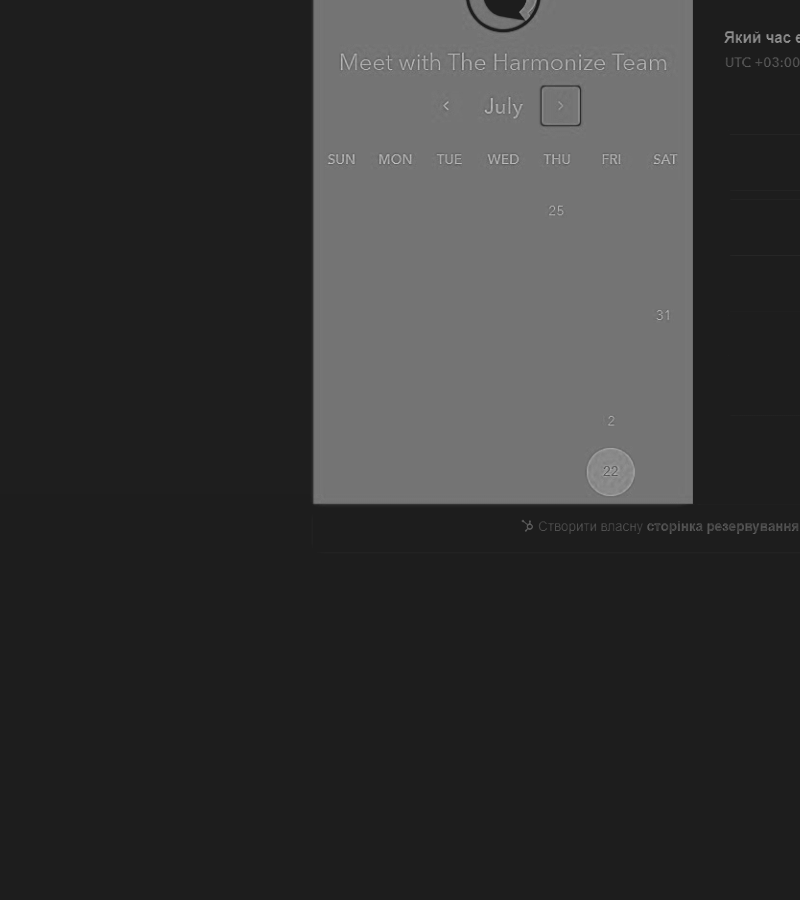 Який час
UTC +03:00
Meet with The Harmonize Team
July
SUN MON TUE WED THU FRI SAT
25
31
2
22
Створити власну сторінка резервування